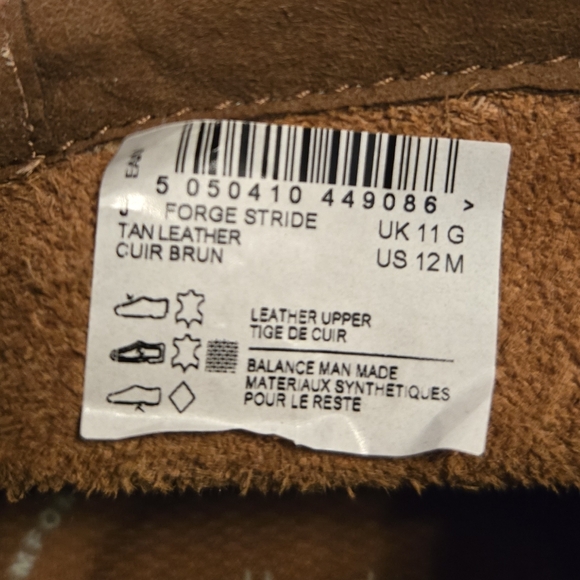 EAN
5 050410 449086 >
J FORGE STRIDE
TAN LEATHER
CUIR BRUN
UK 11 G
US 12 M
LEATHER UPPER
TIGE DE CUIR
BALANCE MAN MADE
MATERIAUX SYNTHETIQUES
POUR LE RESTE